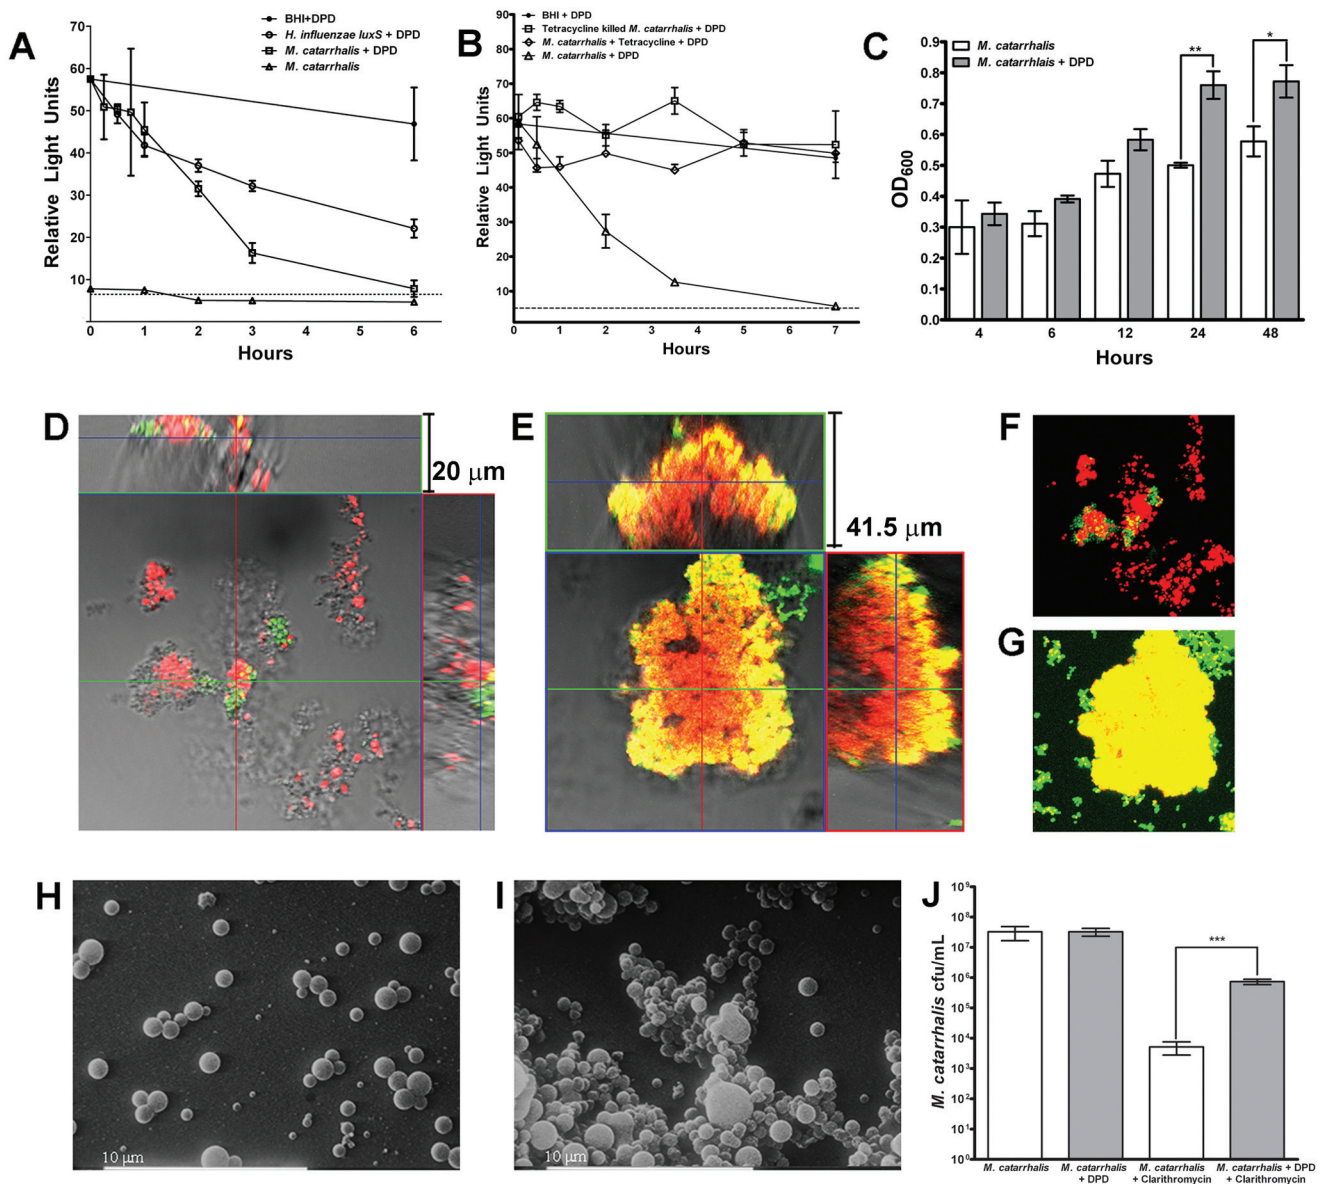 A
BHI+DPD
H. influenzae luxS + DPD
M. catarrhalis + DPD
M. catarrhalis
Relative Light Units
70
60
50
40
30
20
10
0 1 2 3 4 5 6
Hours
B
BHI + DPD
Tetracycline killed M. catarrhalis + DPD
M. catarrhalis + Tetracycline + DPD
M. catarrhalis + DPD
Relative Light Units
90
80
70
60
50
40
30
20
10
0 1 2 3 4 5 6 7
Hours
C
M. catarrhalis
M. catarrhlais + DPD
OD600
0.9
0.8
0.7
0.6
0.5
0.4
0.3
0.2
0.1
0.0
** *
4 6 12 24 48
Hours
D
20 µm
E
41.5 µm
F
G
H
10 µm
I
10 µm
J
M. catarrhalis cfu/mL
10⁹
10⁸
10⁷
10⁶
10⁵
10⁴
10³
10²
10¹
10⁰
***
M. catarrhalis
M. catarrhalis
+ DPD
M. catarrhalis
+ Clarithromycin
M. catarrhalis + DPD
+ Clarithromycin